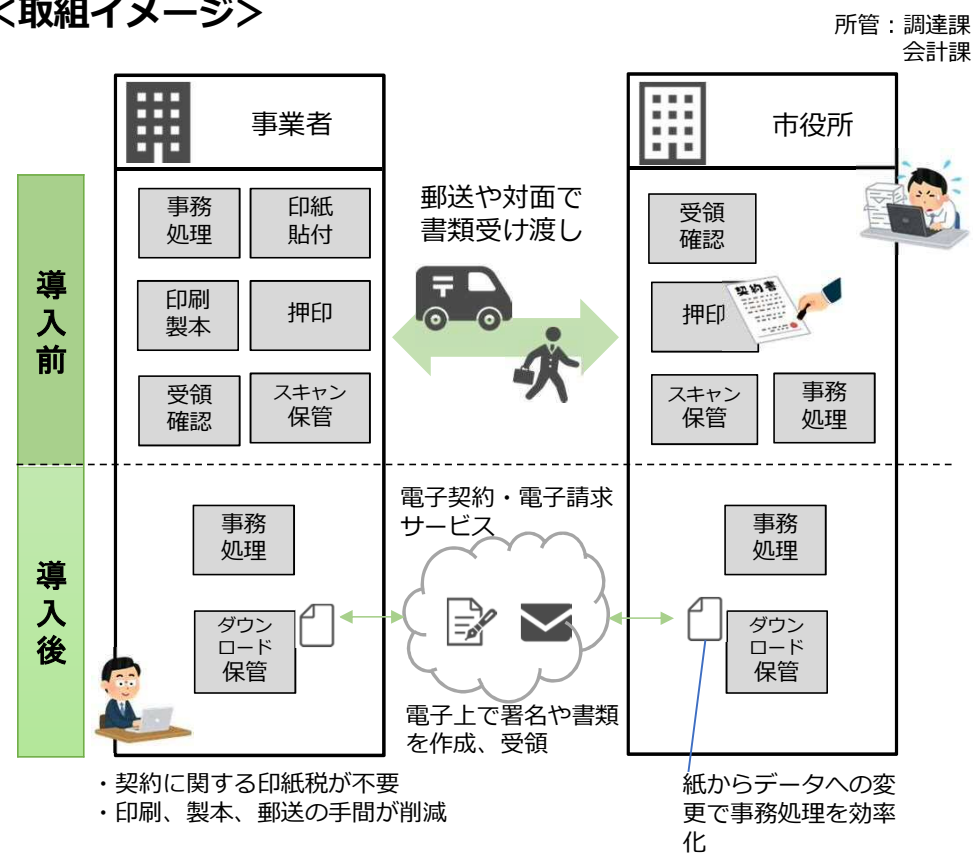 ＜取組イメージ＞
所管：調達課
会計課
事業者
市役所
導入前
事務
処理
印紙
貼付
印刷
製本
押印
受領
確認
スキャン
保管
郵送や対面で
書類受け渡し
受領
確認
押印
契約書
スキャン
保管
事務
処理
導入後
事務
処理
ダウン
ロード
保管
電子契約・電子請求
サービス
電子上で署名や書類
を作成、受領
事務
処理
ダウン
ロード
保管
・契約に関する印紙税が不要
・印刷、製本、郵送の手間が削減
紙からデータへの変
更で事務処理を効率
化